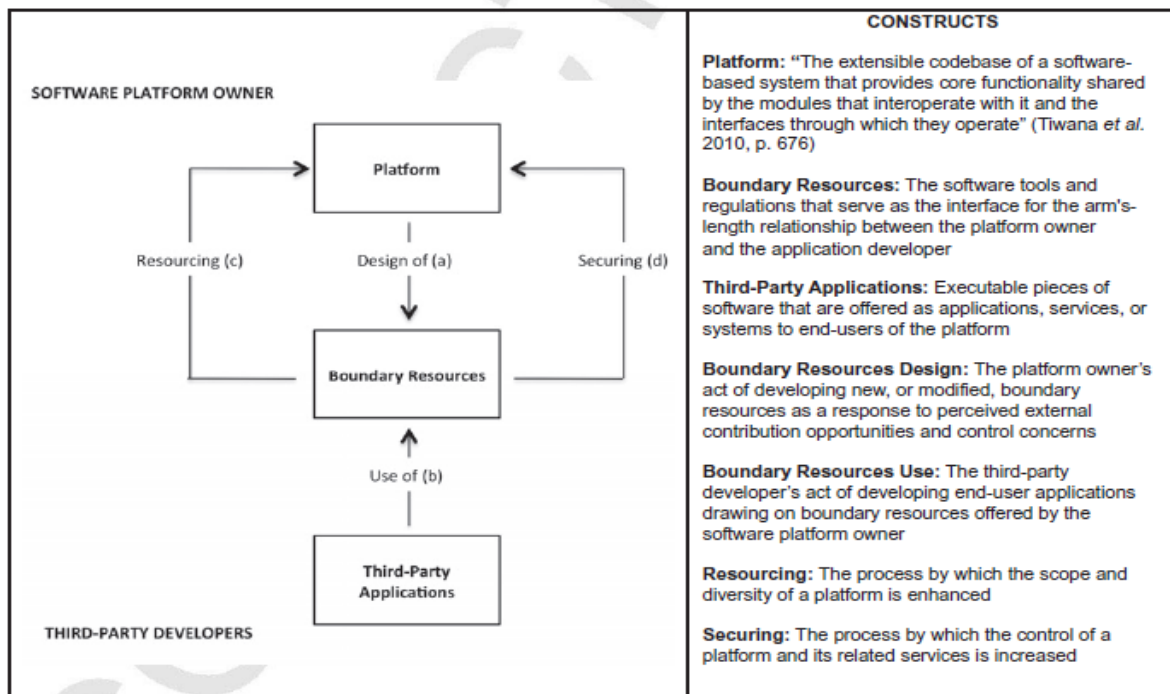 SOFTWARE PLATFORM OWNER
Platform
Resourcing (c)
Design of (a)
Securing (d)
Boundary Resources
Use of (b)
Third-Party
Applications
THIRD-PARTY DEVELOPERS
CONSTRUCTS
Platform: “The extensible codebase of a software-
based system that provides core functionality shared
by the modules that interoperate with it and the
interfaces through which they operate” (Tiwana et al.
2010, p. 676)
Boundary Resources: The software tools and
regulations that serve as the interface for the arm's-
length relationship between the platform owner
and the application developer
Third-Party Applications: Executable pieces of
software that are offered as applications, services, or
systems to end-users of the platform
Boundary Resources Design: The platform owner’s
act of developing new, or modified, boundary
resources as a response to perceived external
contribution opportunities and control concerns
Boundary Resources Use: The third-party
developer’s act of developing end-user applications
drawing on boundary resources offered by the
software platform owner
Resourcing: The process by which the scope and
diversity of a platform is enhanced
Securing: The process by which the control of a
platform and its related services is increased